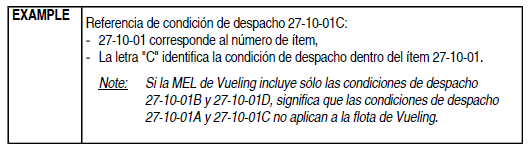 EXAMPLE
Referencia de condición de despacho 27-10-01C:
- 27-10-01 corresponde al número de ítem,
- La letra "C" identifica la condición de despacho dentro del ítem 27-10-01.
Note: Si la MEL de Vueling incluye sólo las condiciones de despacho
27-10-01B y 27-10-01D, significa que las condiciones de despacho
27-10-01A y 27-10-01C no aplican a la flota de Vueling.